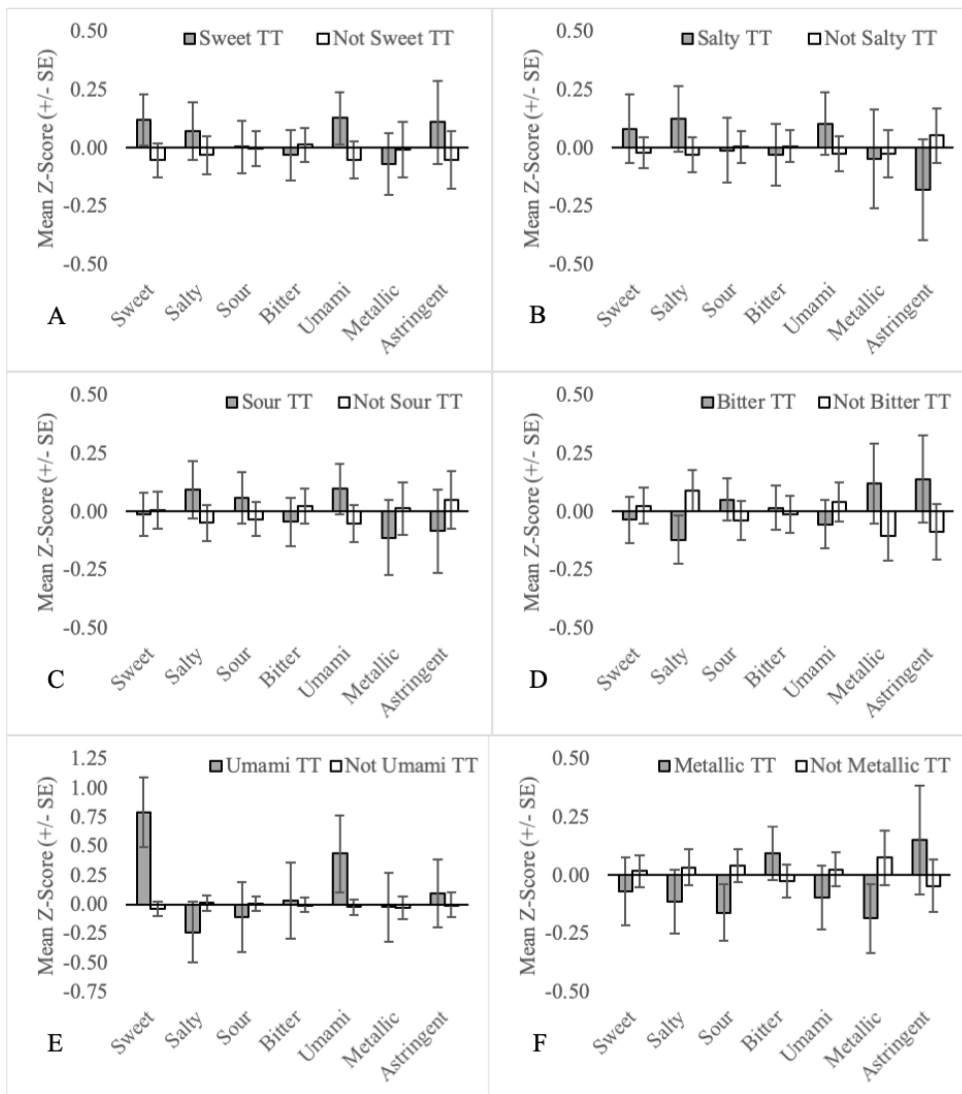 0.50
Sweet TT Not Sweet TT
0.25
0.00
-0.25
-0.50
Mean Z-Score (+/- SE)
Sweet
Salty
Sour
Bitter
Umami
Metallic
Astringent
A
0.50
Salty TT Not Salty TT
0.25
0.00
-0.25
-0.50
Mean Z-Score (+/- SE)
Sweet
Salty
Sour
Bitter
Umami
Metallic
Astringent
B
0.50
Sour TT Not Sour TT
0.25
0.00
-0.25
-0.50
Mean Z-Score (+/- SE)
Sweet
Salty
Sour
Bitter
Umami
Metallic
Astringent
C
0.50
Bitter TT Not Bitter TT
0.25
0.00
-0.25
-0.50
Mean Z-Score (+/- SE)
Sweet
Salty
Sour
Bitter
Umami
Metallic
Astringent
D
1.25
Umami TT Not Umami TT
1.00
0.75
0.50
0.25
0.00
-0.25
-0.50
-0.75
Mean Z-Score (+/- SE)
Sweet
Salty
Sour
Bitter
Umami
Metallic
Astringent
E
0.50
Metallic TT Not Metallic TT
0.25
0.00
-0.25
-0.50
Mean Z-Score (+/- SE)
Sweet
Salty
Sour
Bitter
Umami
Metallic
Astringent
F